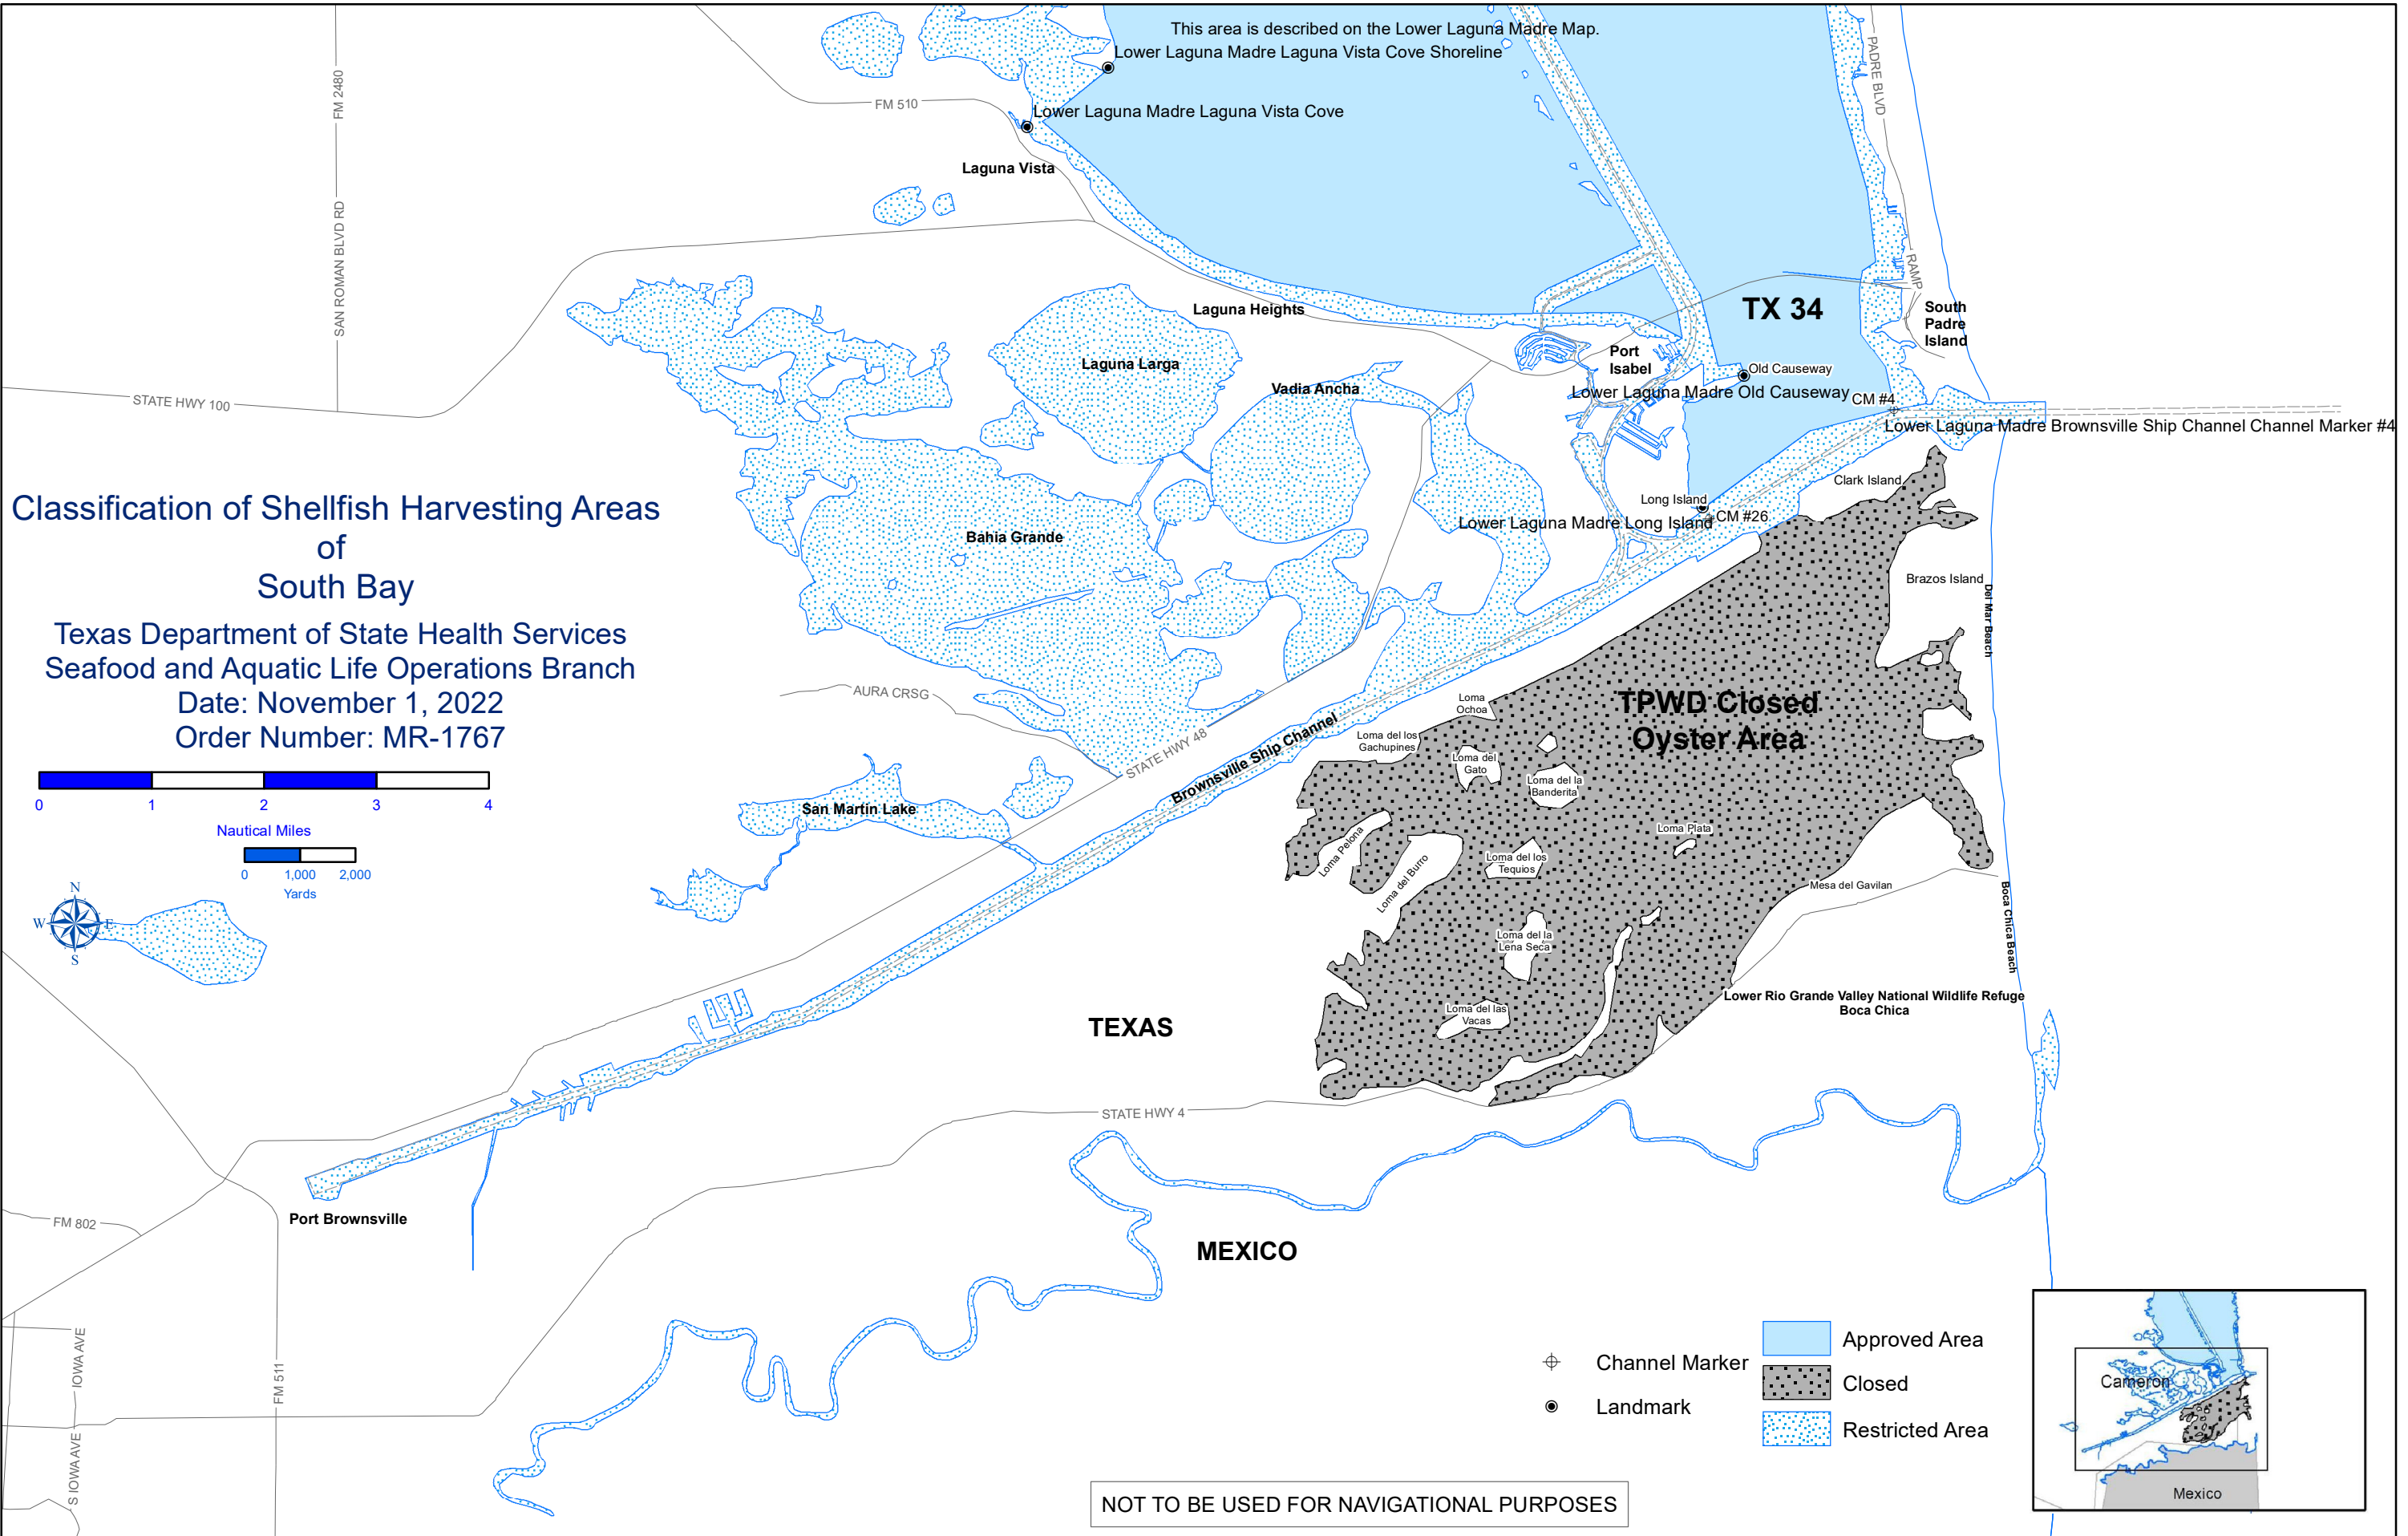 This area is described on the Lower Laguna Madre Map.
Lower Laguna Madre Laguna Vista Cove Shoreline
FM 2480
FM 510
PADRE BLVD
Lower Laguna Madre Laguna Vista Cove
Laguna Vista
SAN ROMAN BLVD RD
RAMP
TX 34
South
Padre
Island
Laguna Heights
Laguna Larga
Port
Isabel
Vadia Ancha
Old Causeway
Lower Laguna Madre Old Causeway
CM #4
STATE HWY 100
Lower Laguna Madre Brownsville Ship Channel Channel Marker #4
Clark Island
Long Island
Lower Laguna Madre Long Island
CM #26
Classification of Shellfish Harvesting Areas
of
South Bay
Texas Department of State Health Services
Seafood and Aquatic Life Operations Branch
Date: November 1, 2022
Order Number: MR-1767
0 1 2 3 4
Nautical Miles
0 1,000 2,000
Yards
N
W E
S
Bahia Grande
Brazos Island
Del Mar Beach
AURA CRSG
Loma
Ochoa
TPWD Closed
Oyster Area
Loma del los
Gachupines
STATE HWY 48
Brownsville Ship Channel
Loma del
Gato
Loma del la
Banderita
San Martin Lake
Loma Plata
Loma Pelona
Loma del Burro
Loma del los
Tequios
Mesa del Gavilan
Boca Chica Beach
Loma del la
Lena Seca
Lower Rio Grande Valley National Wildlife Refuge
Boca Chica
Loma del las
Vacas
TEXAS
STATE HWY 4
Port Brownsville
FM 802
MEXICO
IOWA AVE
S IOWA AVE
FM 511
Channel Marker
Landmark
Approved Area
Closed
Restricted Area
Cameron
Mexico
NOT TO BE USED FOR NAVIGATIONAL PURPOSES